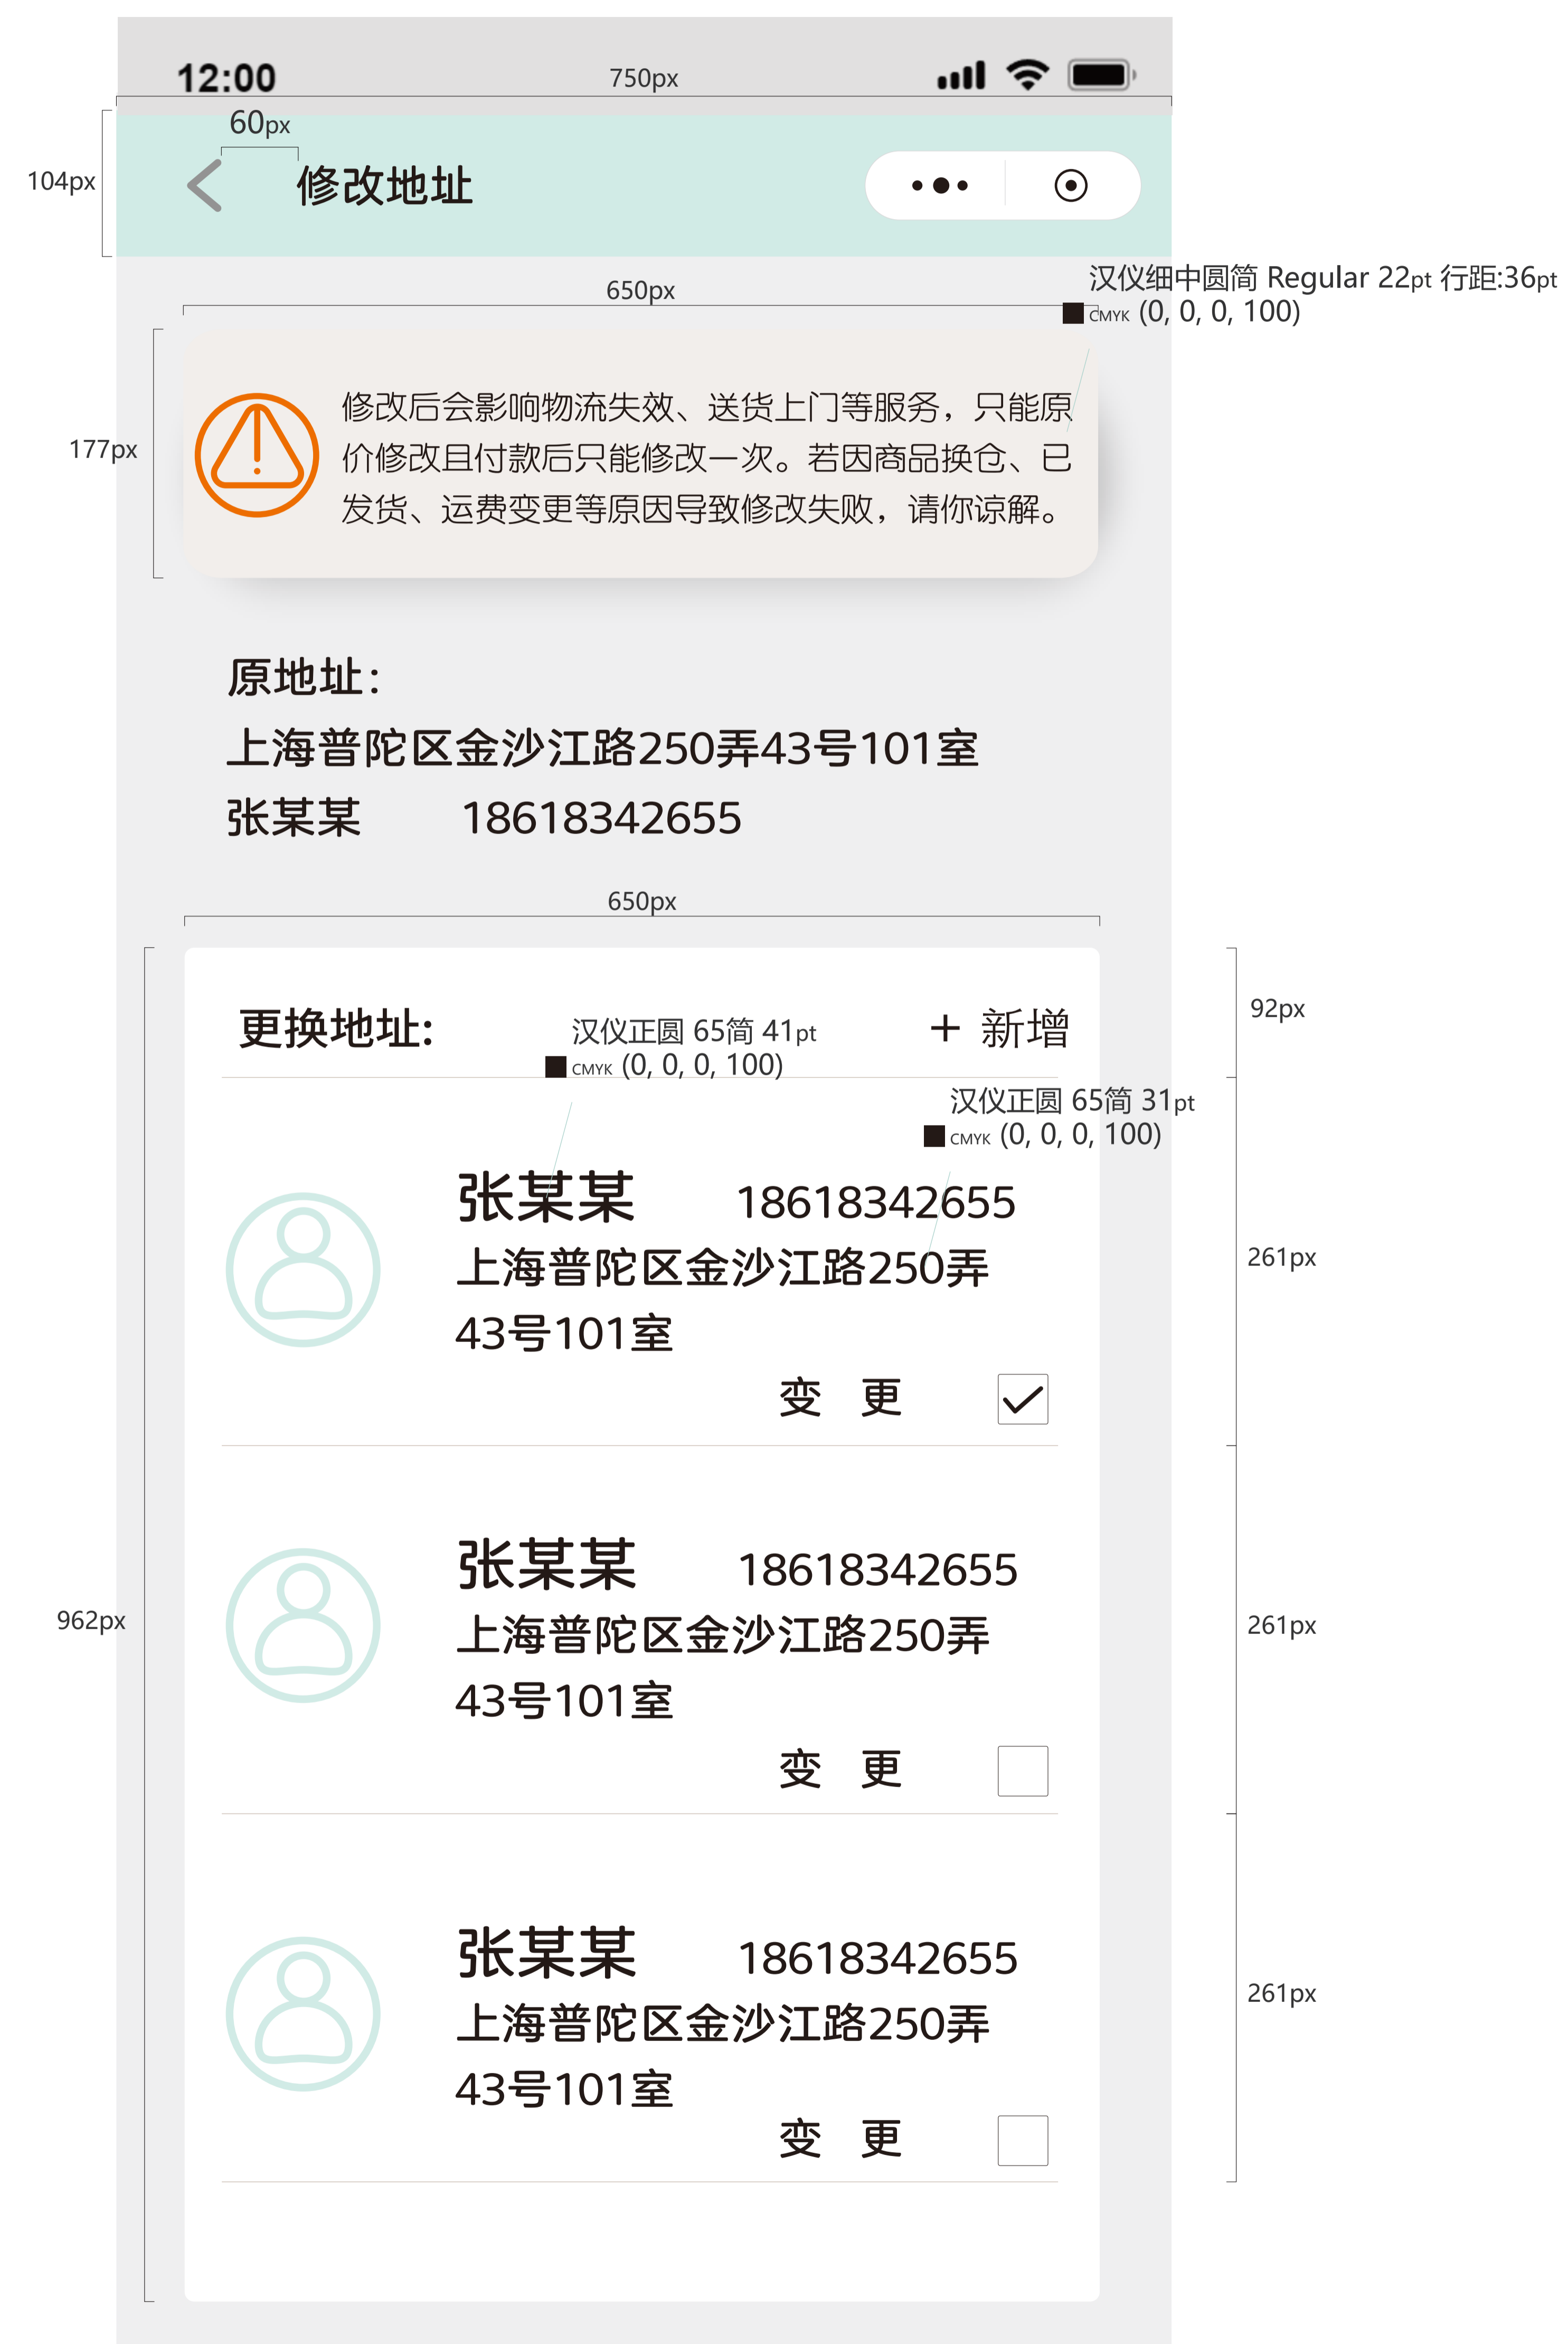 12:00
750px
60px
104px
修改地址
汉仪细中圆简 Regular 22pt 行距:36pt
CMYK (0, 0, 0, 100)
650px
177px
修改后会影响物流失效、送货上门等服务，只能原
价修改且付款后只能修改一次。若因商品换仓、已
发货、运费变更等原因导致修改失败，请你谅解。
原地址：
上海普陀区金沙江路250弄43号101室
张某某 18618342655
650px
92px
更换地址:
+ 新增
汉仪正圆 65简 41pt
CMYK (0, 0, 0, 100)
汉仪正圆 65简 31pt
CMYK (0, 0, 0, 100)
张某某 18618342655
上海普陀区金沙江路250弄
43号101室
变 更
261px
张某某 18618342655
上海普陀区金沙江路250弄
43号101室
变 更
962px
261px
张某某 18618342655
上海普陀区金沙江路250弄
43号101室
变 更
261px